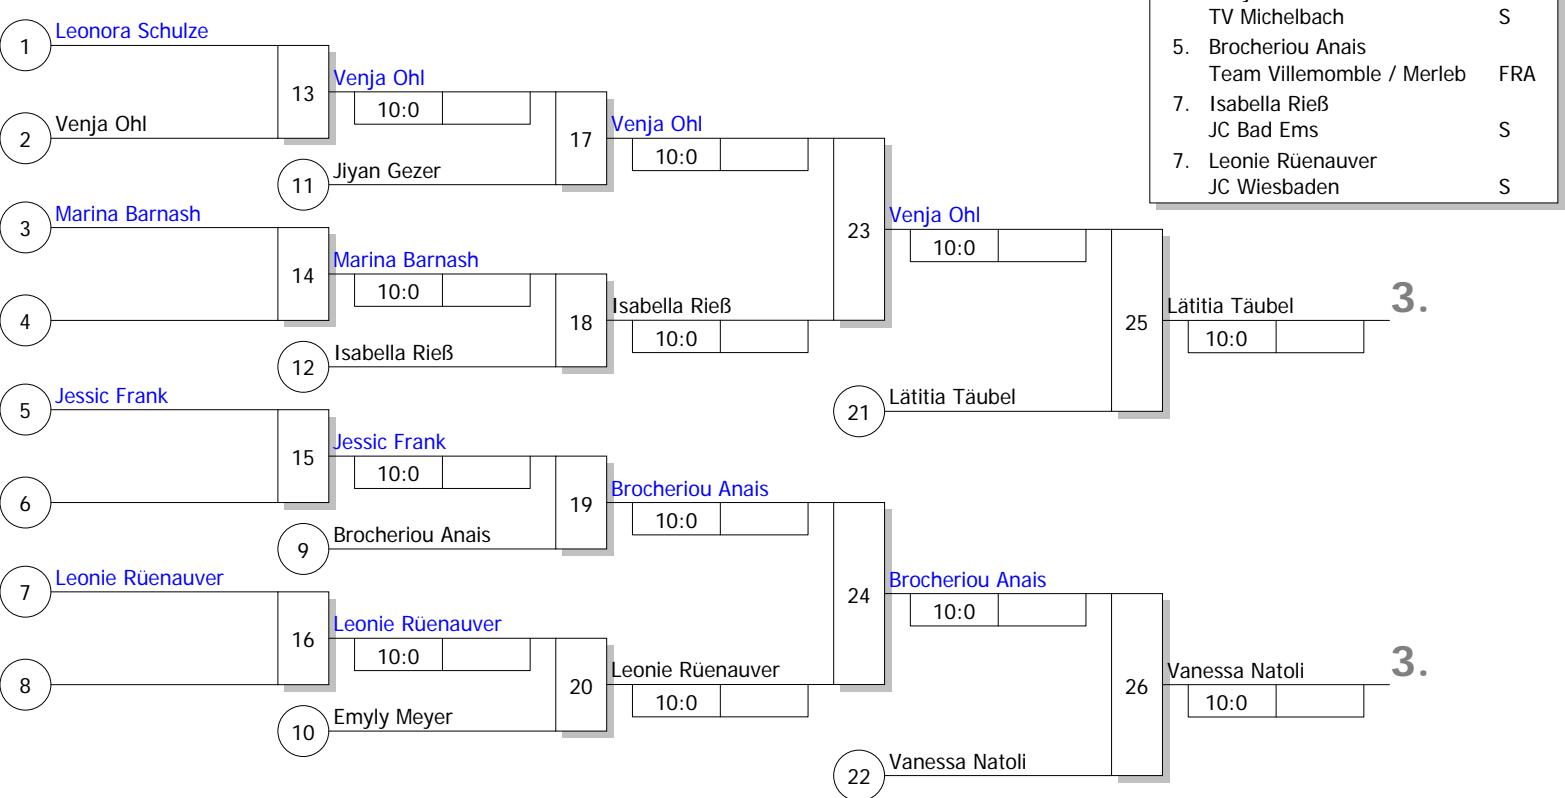 TV Michelbach S
5. Brocheriou Anais
Team Villemomble / Merleb FRA
7. Isabella Rieß
JC Bad Ems S
7. Leonie Rüenauver
JC Wiesbaden S
1 Leonora Schulze
13 Venja Ohl
10:0
2 Venja Ohl
17 Venja Ohl
10:0
11 Jiyan Gezer
3 Marina Barnash
23 Venja Ohl
10:0
14 Marina Barnash
10:0
4
18 Isabella Rieß
10:0
25 Lätitia Täubel 3.
10:0
12 Isabella Rieß
5 Jessic Frank
21 Lätitia Täubel
15 Jessic Frank
10:0
6
19 Brocheriou Anais
10:0
9 Brocheriou Anais
7 Leonie Rüenauver
24 Brocheriou Anais
10:0
16 Leonie Rüenauver
10:0
8
20 Leonie Rüenauver
10:0
26 Vanessa Natoli 3.
10:0
10 Emyly Meyer
22 Vanessa Natoli